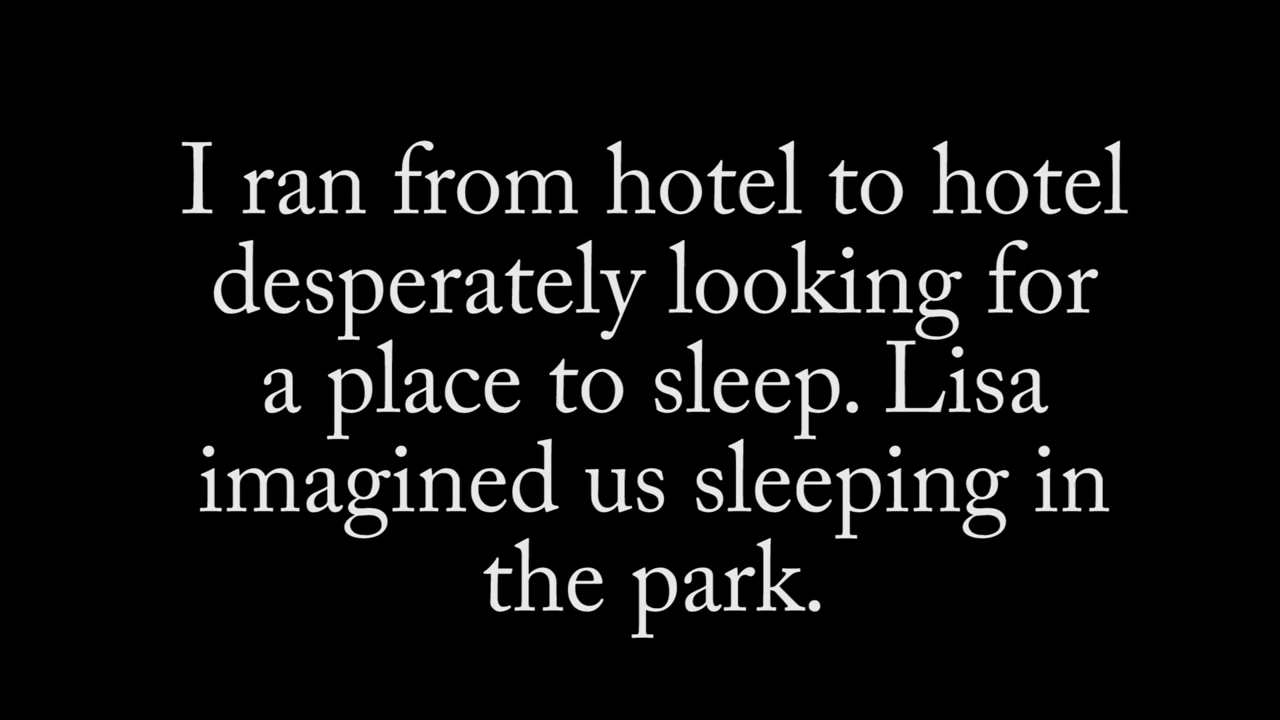 I ran from hotel to hotel
desperately looking for
a place to sleep. Lisa
imagined us sleeping in
the park.